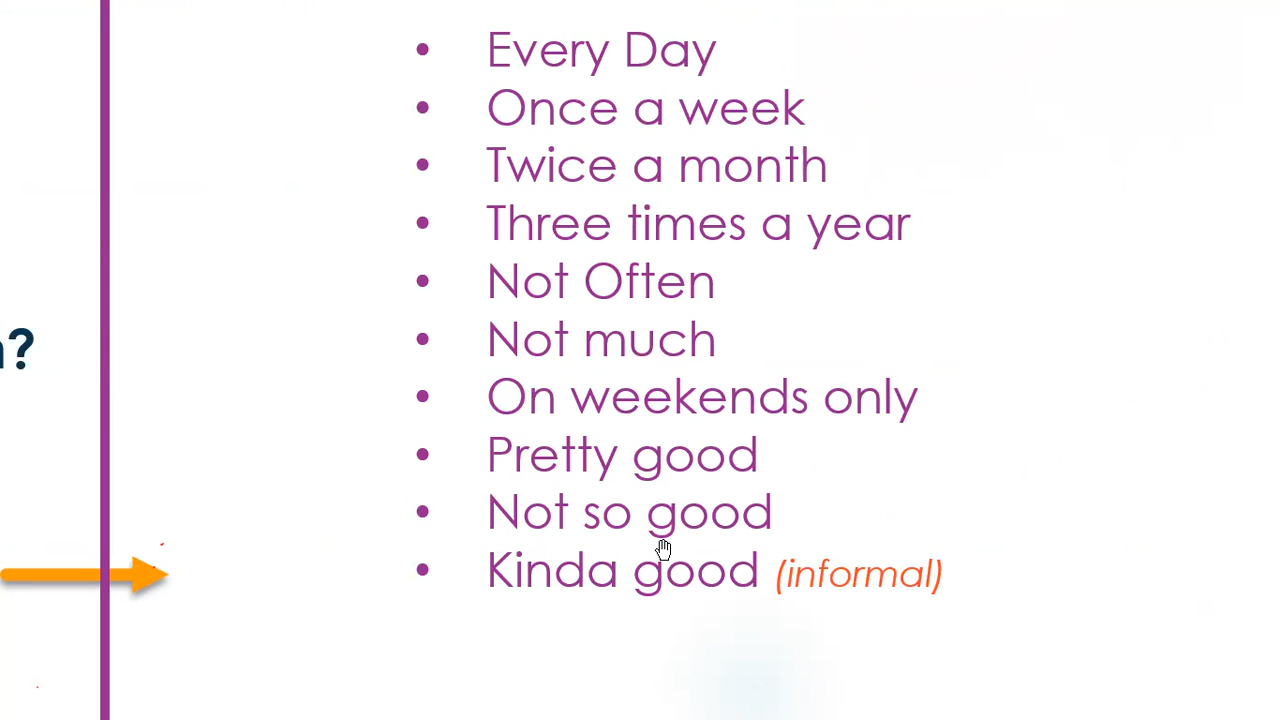 • Every Day
• Once a week
• Twice a month
• Three times a year
• Not Often
• Not much
?
• On weekends only
• Pretty good
• Not so good
• Kinda good (informal)